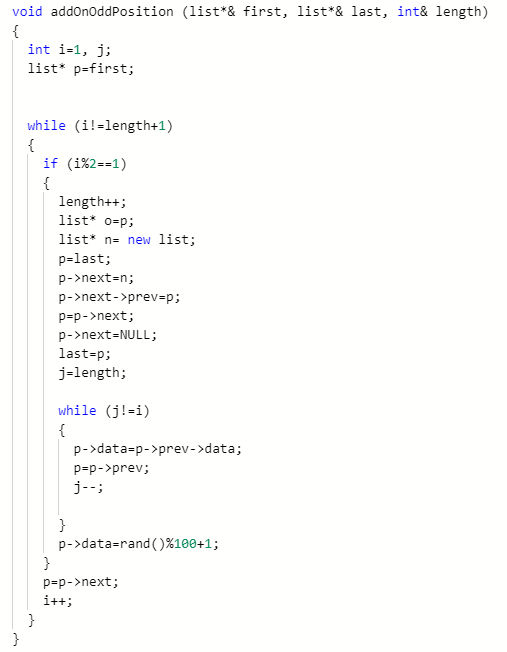 void addOnOddPosition (list*& first, list*& last, int& length)
{
int i=1, j;
list* p=first;
while (i!=length+1)
{
if (i%2==1)
{
length++;
list* o=p;
list* n= new list;
p=last;
p->next=n;
p->next->prev=p;
p=p->next;
p->next=NULL;
last=p;
j=length;
while (j!=i)
{
p->data=p->prev->data;
p=p->prev;
j--;
}
p->data=rand()%100+1;
}
p=p->next;
i++;
}
}